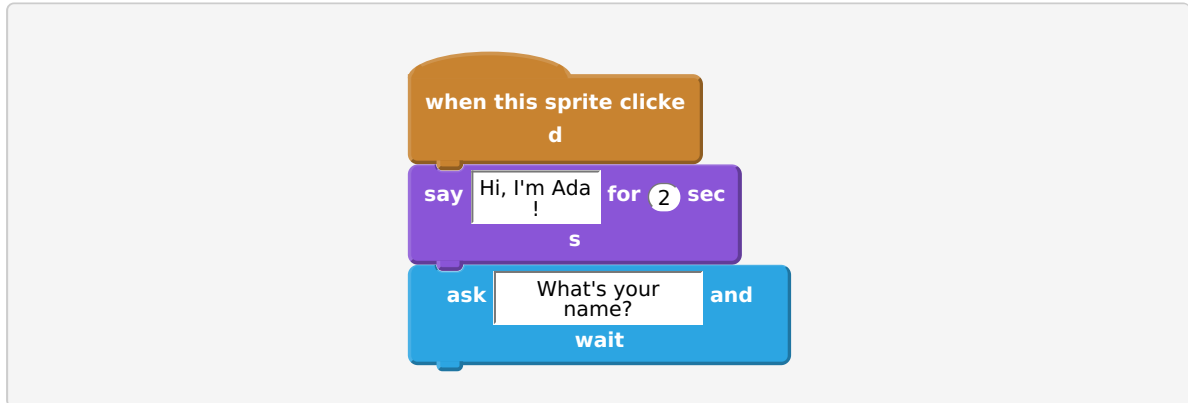 when this sprite clicke
d
say Hi, I'm Ada
! for 2 sec
s
ask What's your
name? and
wait